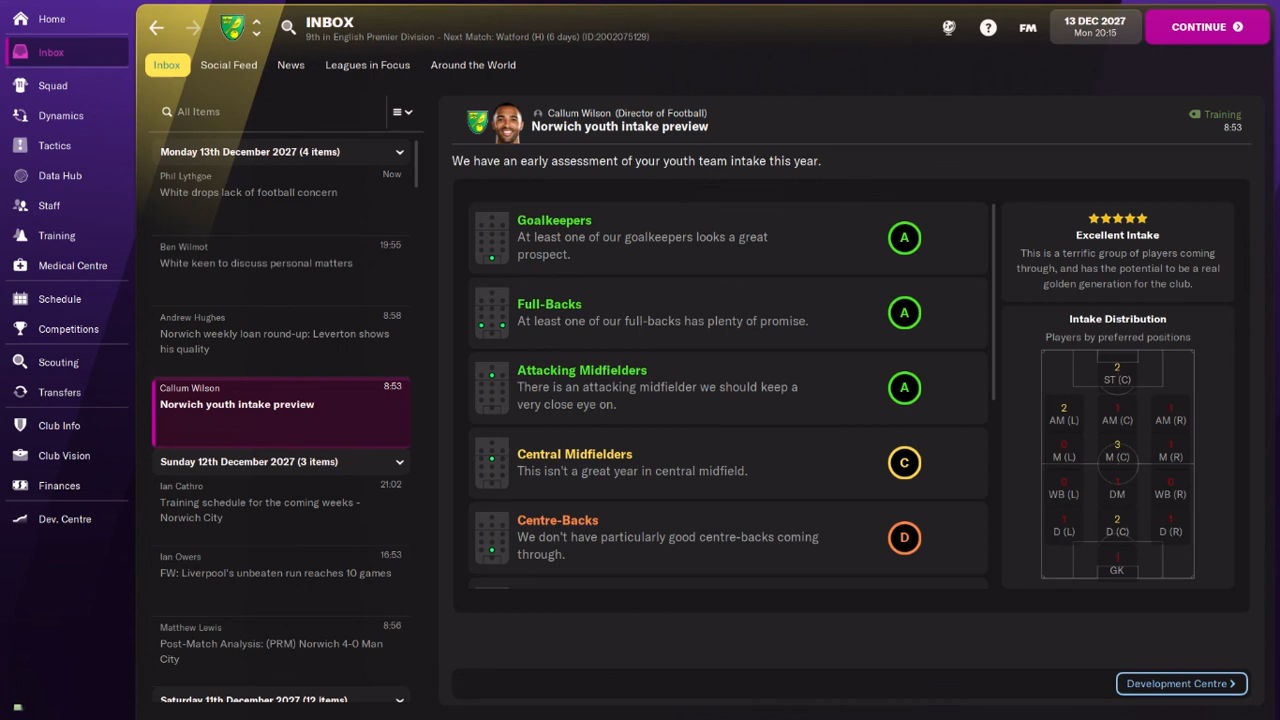 Home
Inbox
Squad
Dynamics
Tactics
Data Hub
Staff
Training
Medical Centre
Schedule
Competitions
Scouting
Transfers
Club Info
Club Vision
Finances
Dev. Centre
INBOX
9th in English Premier Division - Next Match: Watford (H) (6 days) (ID:2002075129)
?
FM
13 DEC 2027
Mon 20:15
CONTINUE
Inbox
Social Feed
News
Leagues in Focus
Around the World
All Items
Monday 13th December 2027 (4 items)
Phil Lythgoe
Now
White drops lack of football concern
Ben Wilmot
19:55
White keen to discuss personal matters
Andrew Hughes
8:58
Norwich weekly loan round-up: Leverton shows
his quality
Callum Wilson
8:53
Norwich youth intake preview
Sunday 12th December 2027 (3 items)
Ian Cathro
21:02
Training schedule for the coming weeks -
Norwich City
Ian Owers
16:53
FW: Liverpool's unbeaten run reaches 10 games
Matthew Lewis
8:56
Post-Match Analysis: (PRM) Norwich 4-0 Man
City
Saturday 11th December 2027 (12 items)
Callum Wilson (Director of Football)
Norwich youth intake preview
Training
8:53
We have an early assessment of your youth team intake this year.
Goalkeepers
At least one of our goalkeepers looks a great
prospect.
A
Full-Backs
At least one of our full-backs has plenty of promise.
A
Attacking Midfielders
There is an attacking midfielder we should keep a
very close eye on.
A
Central Midfielders
This isn't a great year in central midfield.
C
Centre-Backs
We don't have particularly good centre-backs coming
through.
D
Excellent Intake
This is a terrific group of players coming
through, and has the potential to be a real
golden generation for the club.
Intake Distribution
Players by preferred positions
2
ST (C)
2 1 1
AM (L) AM (C) AM (R)
0 3 1
M (L) M (C) M (R)
0 1 0
WB (L) DM WB (R)
1 2 1
D (L) D (C) D (R)
1
GK
Development Centre